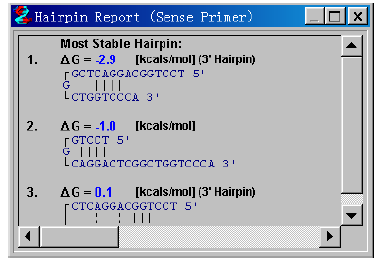 Hairpin Report (Sense Primer)
Most Stable Hairpin:
1. ΔG = -2.9 [kcals/mol] (3' Hairpin)
GCTCAGGACGGTCCT 5'
G ||||
CTGGTCCCA 3'
2. ΔG = -1.0 [kcals/mol]
GTCCT 5'
G ||||
CAGGACTCGGCTGGTCCCA 3'
3. ΔG = 0.1 [kcals/mol] (3' Hairpin)
CTCAGGACGGTCCT 5'